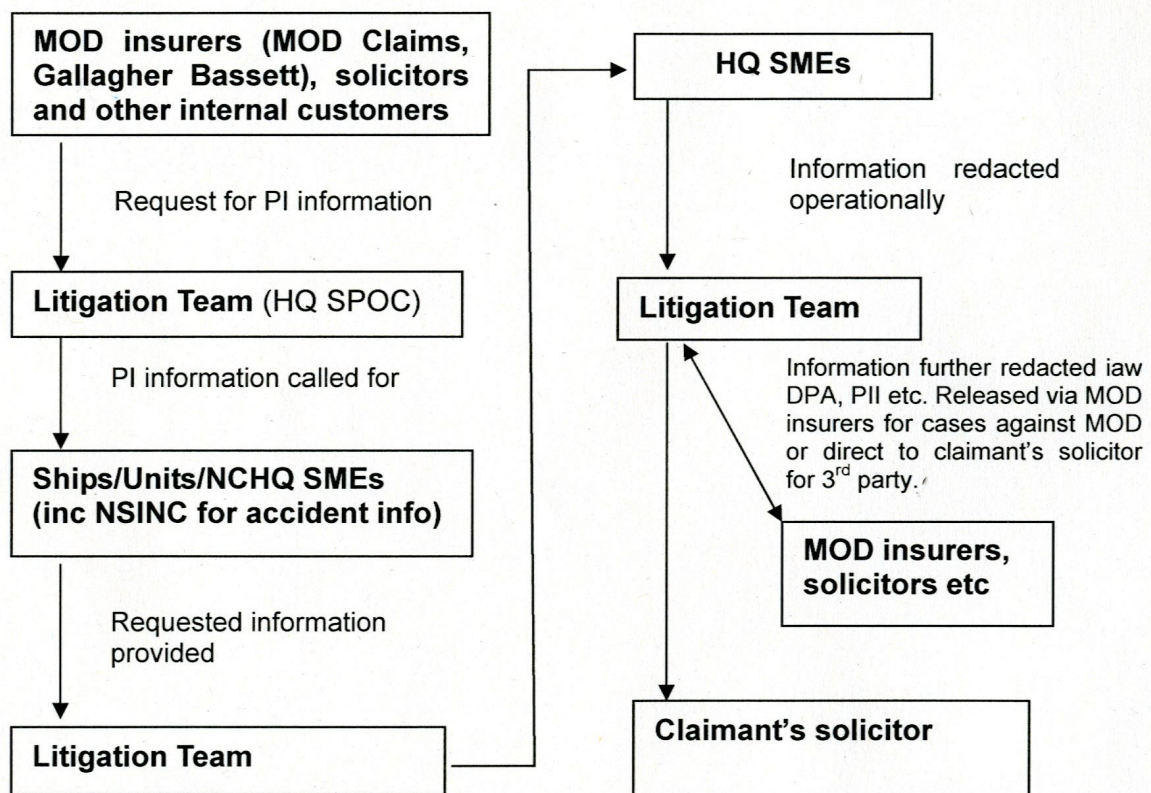 MOD insurers (MOD Claims,
Gallagher Bassett), solicitors
and other internal customers
Request for PI information
Litigation Team (HQ SPOC)
PI information called for
Ships/Units/NCHQ SMEs
(inc NSINC for accident info)
Requested information
provided
Litigation Team
HQ SMEs
Information redacted
operationally
Litigation Team
Information further redacted iaw
DPA, PII etc. Released via MOD
insurers for cases against MOD
or direct to claimant's solicitor
for 3rd party.
MOD insurers,
solicitors etc
Claimant's solicitor